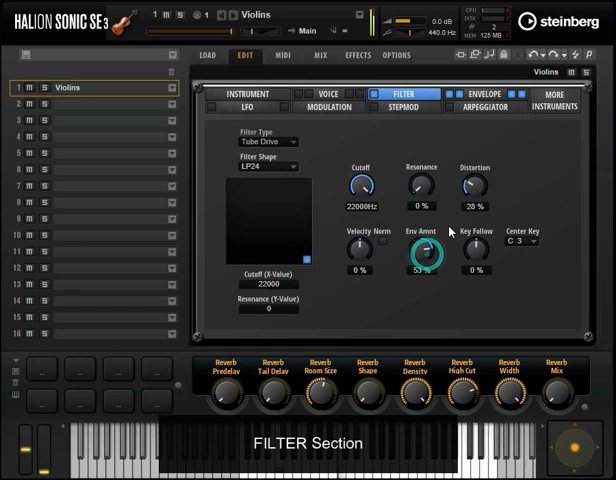 HALION SONIC SE 3
1 M S 1 Violins
Main
0.0 dB
440.0 Hz
CPU
DISK
#
MEM
2
125 MB
steinberg
LOAD EDIT MIDI MIX EFFECTS OPTIONS
Violins M S
1 M S Violins
2 M S
3 M S
4 M S
5 M S
6 M S
7 M S
8 M S
9 M S
10 M S
11 M S
12 M S
13 M S
14 M S
15 M S
16 M S
INSTRUMENT VOICE FILTER ENVELOPE MORE INSTRUMENTS
LFO MODULATION STEPMOD ARPEGGIATOR
Filter Type
Tube Drive
Filter Shape
LP24
Cutoff Resonance Distortion
22000Hz 0 % 28 %
Velocity Norm Env Amnt Key Follow Center Key
C 3
0 % 53 % 0 %
Cutoff (X-Value)
22000
Resonance (Y-Value)
0
Reverb Predelay
Reverb Tail Delay
Reverb Room Size
Reverb Shape
Reverb Density
Reverb High Cut
Reverb Width
Reverb Mix
... ... ... ...
... ... ... ...
FILTER Section